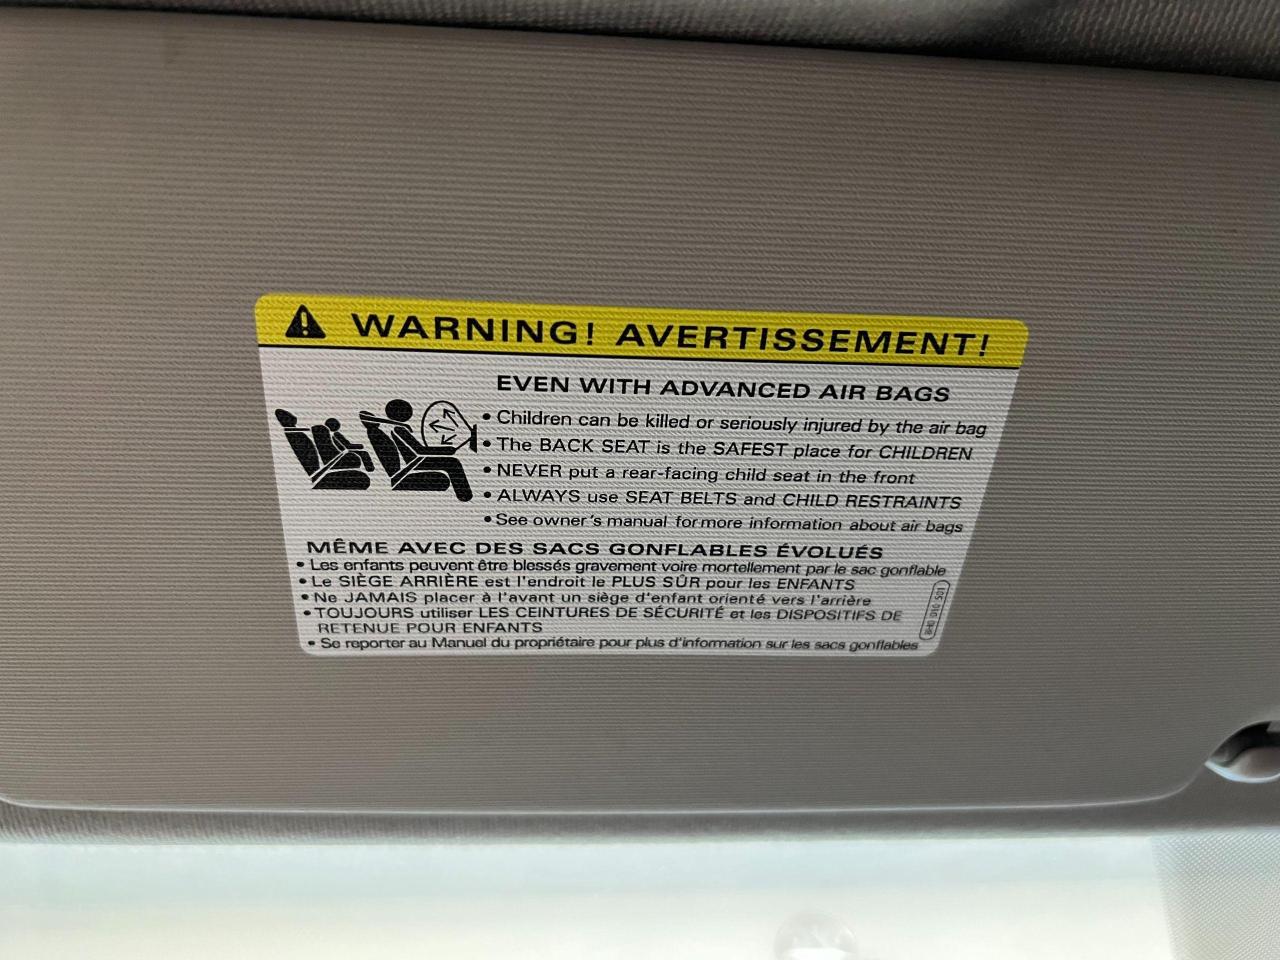 WARNING! AVERTISSEMENT!
EVEN WITH ADVANCED AIR BAGS
• Children can be killed or seriously injured by the air bag
• The BACK SEAT is the SAFEST place for CHILDREN
• NEVER put a rear-facing child seat in the front
• ALWAYS use SEAT BELTS and CHILD RESTRAINTS
• See owner's manual for more information about air bags
MÊME AVEC DES SACS GONFLABLES ÉVOLUÉS
• Les enfants peuvent être blessés gravement voire mortellement par le sac gonflable
• Le SIÈGE ARRIÈRE est l'endroit le PLUS SÛR pour les ENFANTS
• Ne JAMAIS placer à l'avant un siège d'enfant orienté vers l'arrière
• TOUJOURS utiliser LES CEINTURES DE SÉCURITÉ et les DISPOSITIFS DE
RETENUE POUR ENFANTS
• Se reporter au Manuel du propriétaire pour plus d'information sur les sacs gonflables